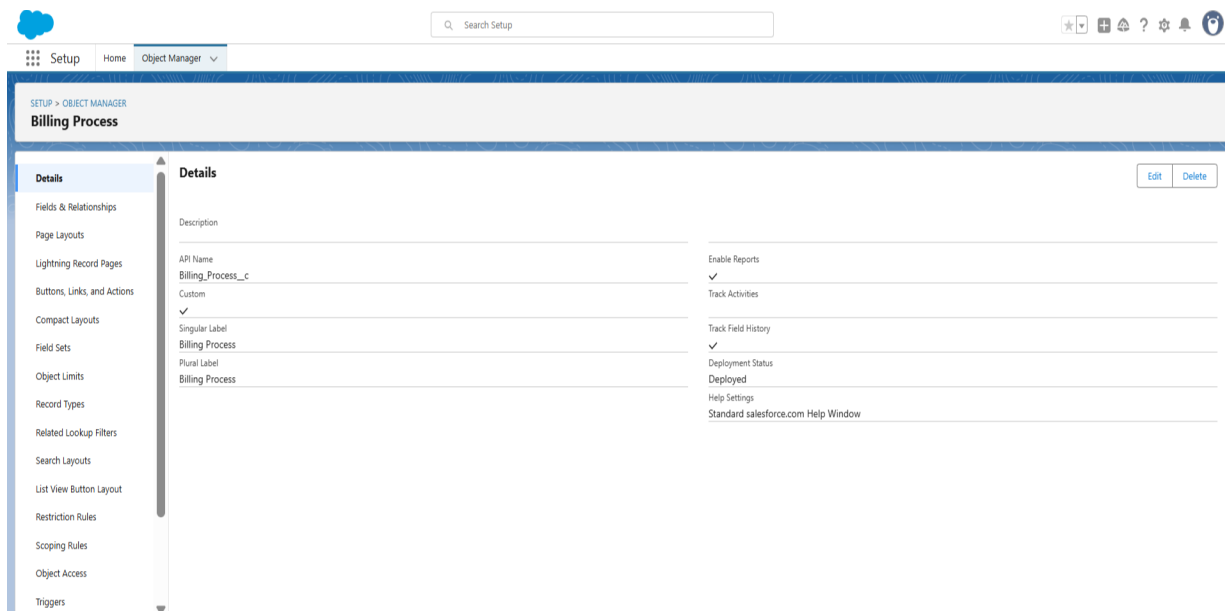 Search Setup
Setup
Home
Object Manager
SETUP > OBJECT MANAGER
Billing Process
Details
Fields & Relationships
Page Layouts
Lightning Record Pages
Buttons, Links, and Actions
Compact Layouts
Field Sets
Object Limits
Record Types
Related Lookup Filters
Search Layouts
List View Button Layout
Restriction Rules
Scoping Rules
Object Access
Triggers
Details
Edit
Delete
Description
API Name
Billing_Process__c
Custom
Singular Label
Billing Process
Plural Label
Billing Process
Enable Reports
Track Activities
Track Field History
Deployment Status
Deployed
Help Settings
Standard salesforce.com Help Window